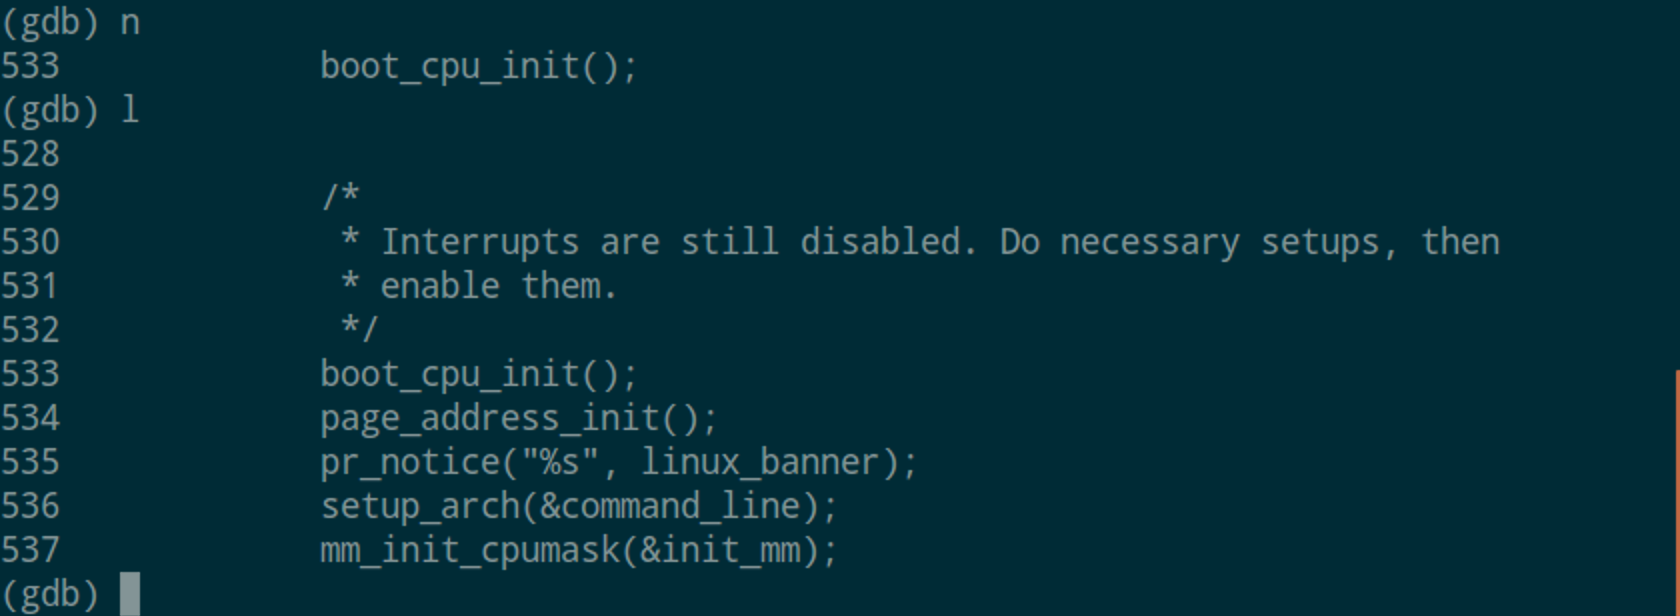 (gdb) n
533             boot_cpu_init();
(gdb) l
528
529             /*
530              * Interrupts are still disabled. Do necessary setups, then
531              * enable them.
532              */
533             boot_cpu_init();
534             page_address_init();
535             pr_notice("%s", linux_banner);
536             setup_arch(&command_line);
537             mm_init_cpumask(&init_mm);
(gdb)